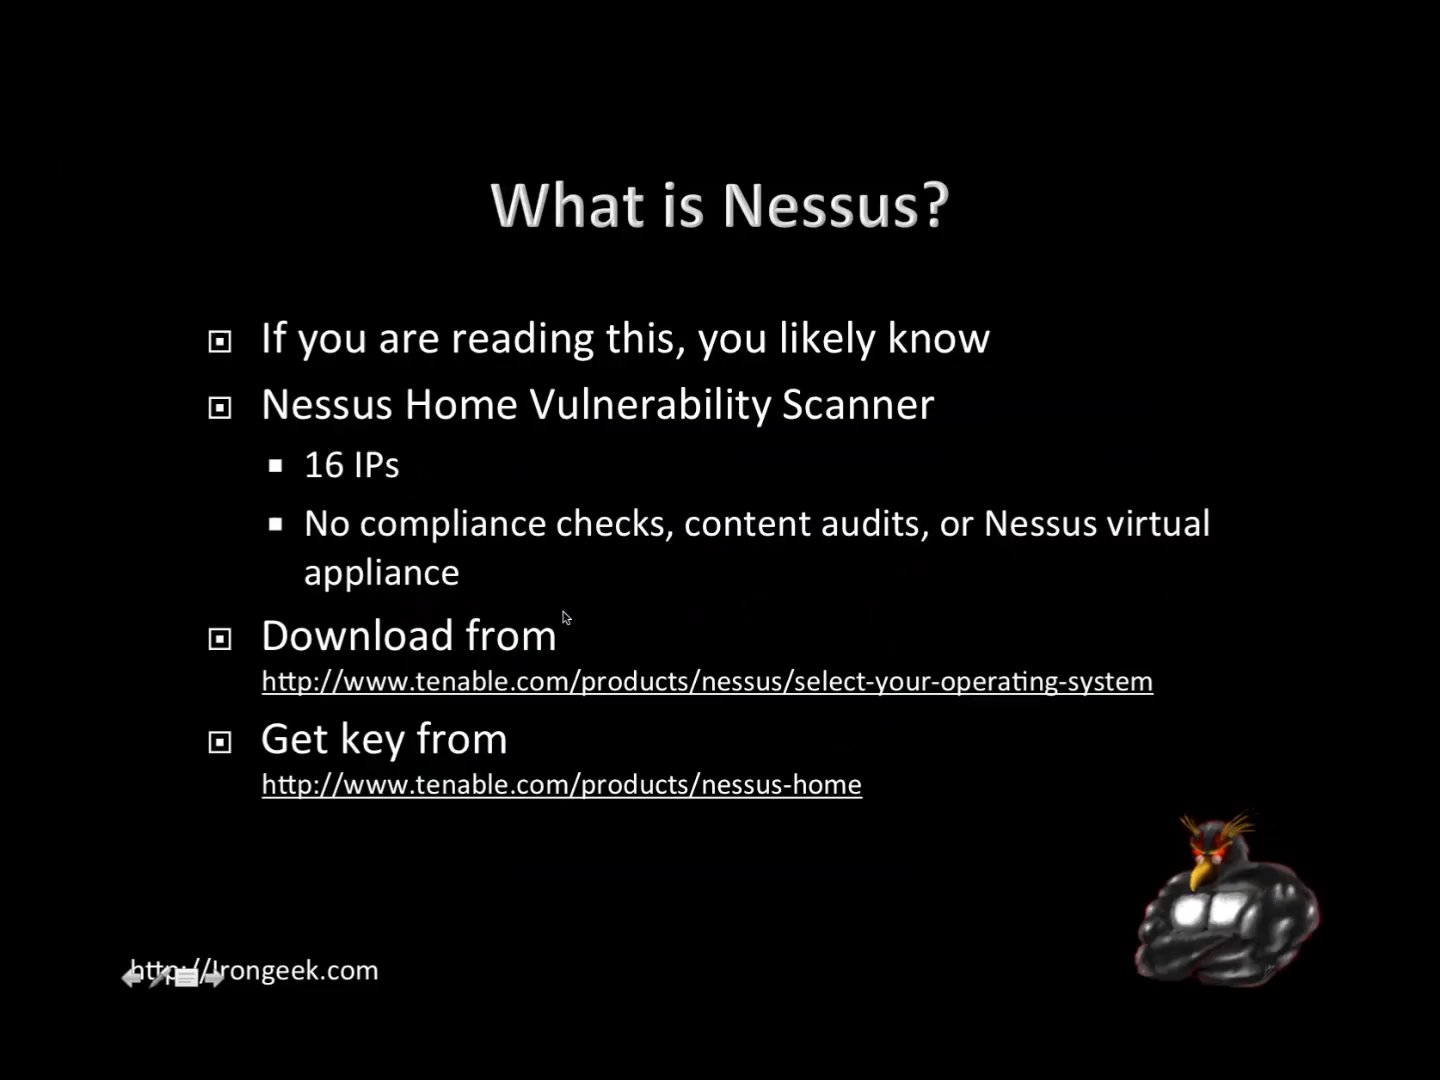 What is Nessus?
If you are reading this, you likely know
Nessus Home Vulnerability Scanner
16 IPs
No compliance checks, content audits, or Nessus virtual
appliance
Download from
http://www.tenable.com/products/nessus/select-your-operating-system
Get key from
http://www.tenable.com/products/nessus-home
http://Irongeek.com